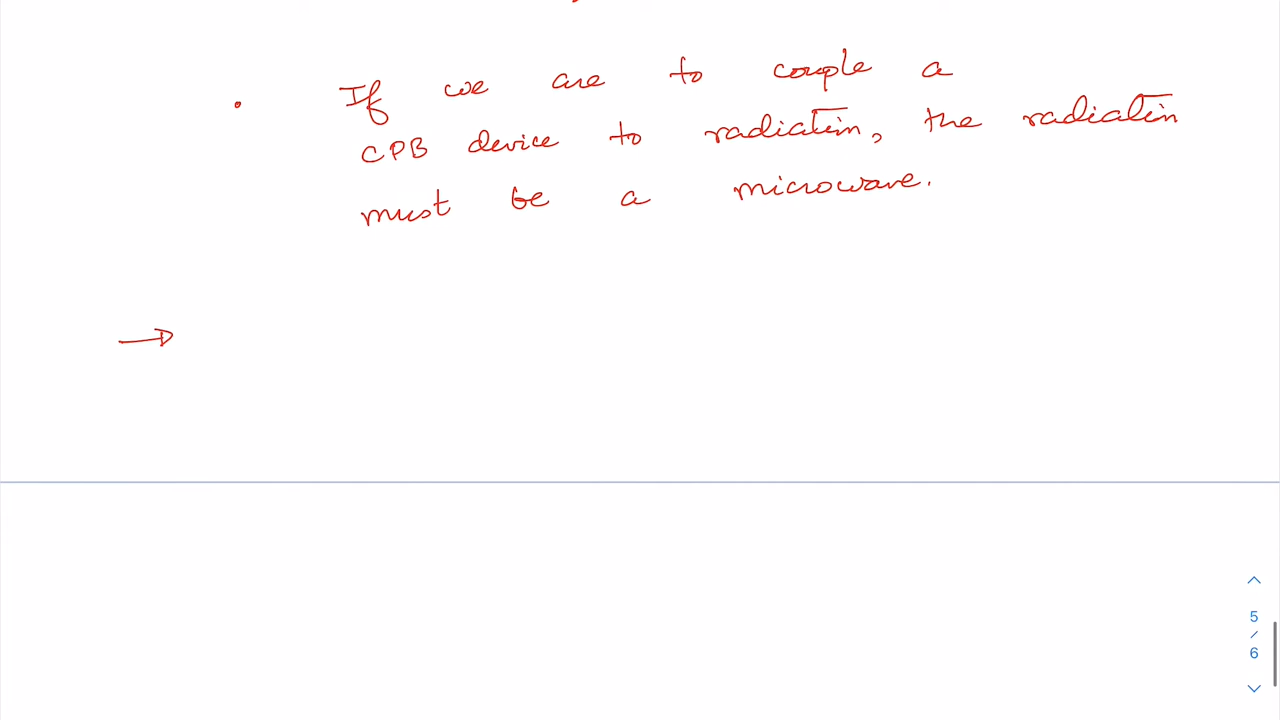 If we are to couple a
CPB device to radiation, the radiation
must be a microwave.
5
/
6